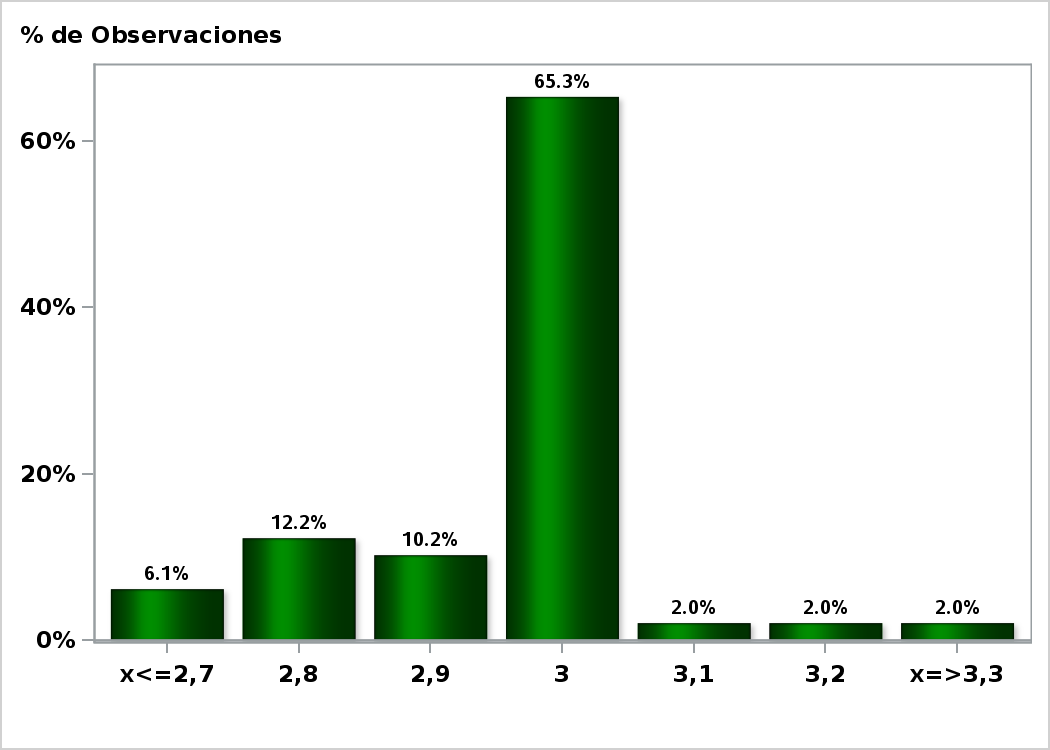 % de Observaciones
65.3%
60%
40%
20%
12.2%
10.2%
6.1%
2.0% 2.0% 2.0%
0%
x<=2,7 2,8 2,9 3 3,1 3,2 x=>3,3